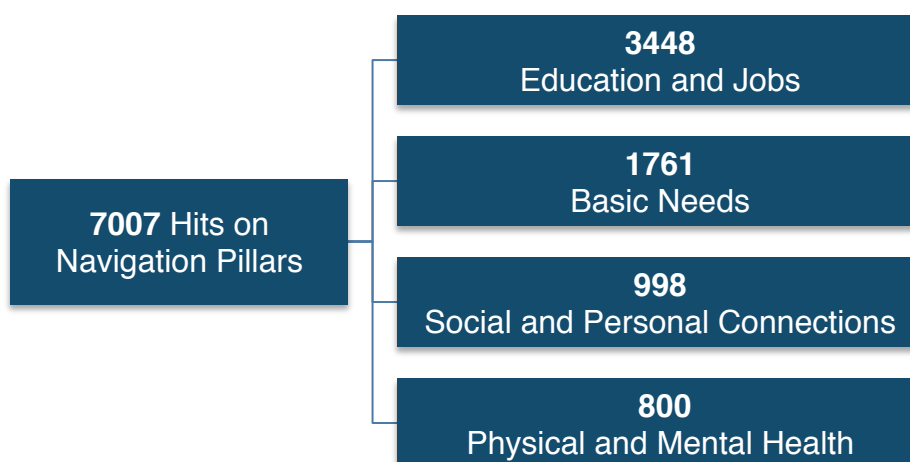 7007 Hits on
Navigation Pillars
3448
Education and Jobs
1761
Basic Needs
998
Social and Personal Connections
800
Physical and Mental Health